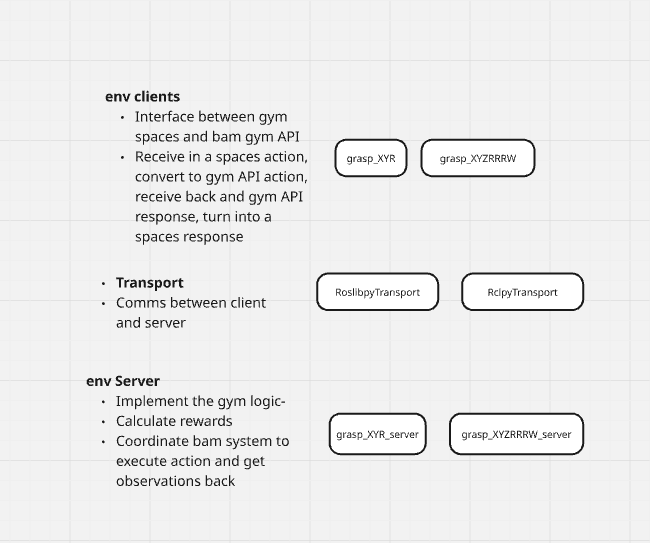 env clients
• Interface between gym
spaces and bam gym API
• Receive in a spaces action,
convert to gym API action,
receive back and gym API
response, turn into a
spaces response
grasp_XYR
grasp_XYZRRRW
• Transport
• Comms between client
and server
RoslibpyTransport
RclpyTransport
env Server
• Implement the gym logic-
• Calculate rewards
• Coordinate bam system to
execute action and get
observations back
grasp_XYR_server
grasp_XYZRRRW_server